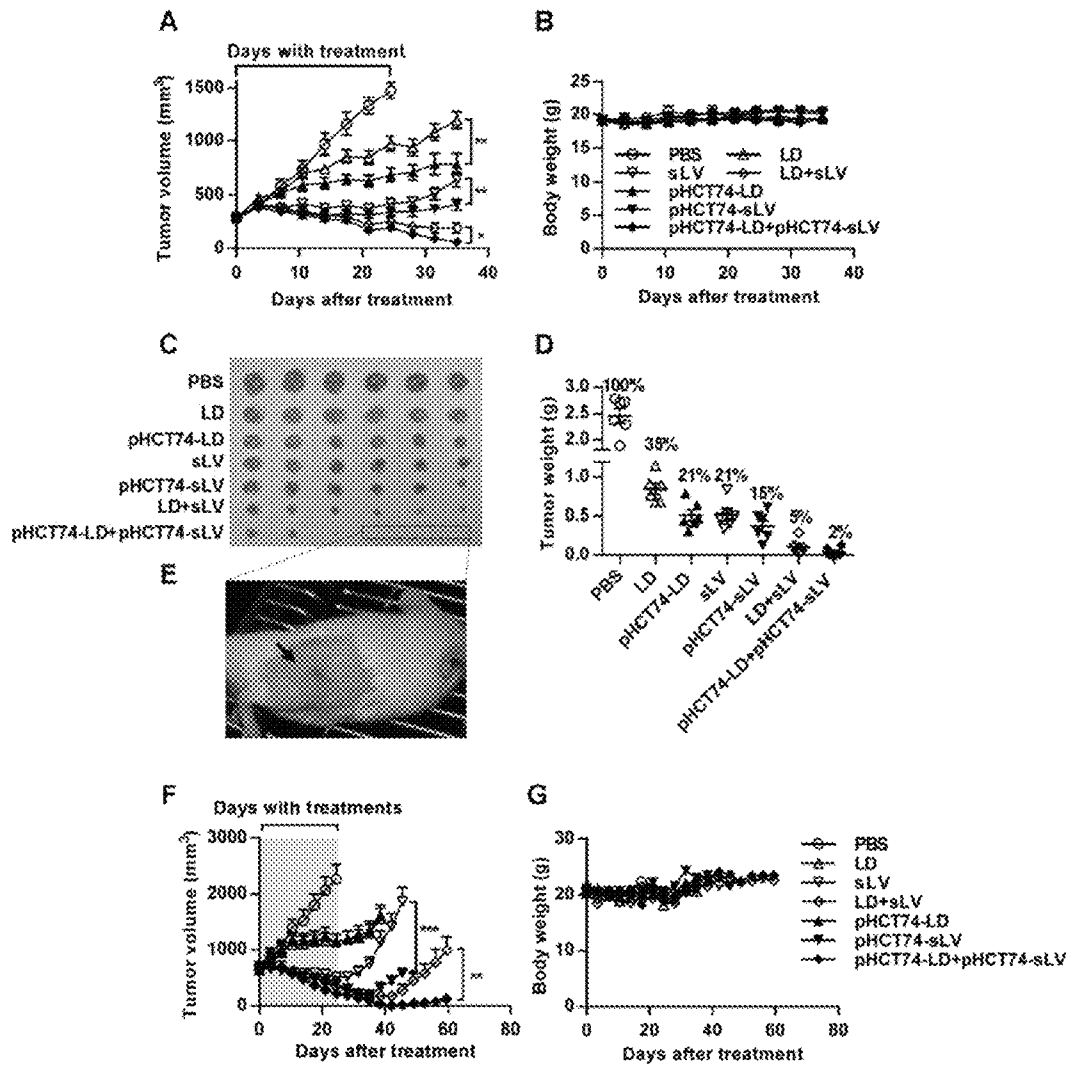 A
Days with treatment
Tumor volume (mm³)
1500
1000
500
0
0 10 20 30 40
Days after treatment
**
**
*
B
Body weight (g)
25
20
15
10
5
0
PBS LD
sLV LD+sLV
pHCT74-LD
pHCT74-sLV
pHCT74-LD+pHCT74-sLV
0 10 20 30 40
Days after treatment
C
PBS
LD
pHCT74-LD
sLV
pHCT74-sLV
LD+sLV
pHCT74-LD+pHCT74-sLV
D
Tumor weight (g)
3.0
2.5
2.0
1.0
0.5
0.0
100%
35%
21%
21%
15%
5%
2%
PBS
LD
pHCT74-LD
sLV
pHCT74-sLV
LD+sLV
pHCT74-LD+pHCT74-sLV
E
F
Days with treatments
Tumor volume (mm³)
3000
2000
1000
0
0 20 40 60 80
Days after treatment
***
**
G
Body weight (g)
30
20
10
0
0 20 40 60 80
Days after treatment
PBS
LD
sLV
LD+sLV
pHCT74-LD
pHCT74-sLV
pHCT74-LD+pHCT74-sLV